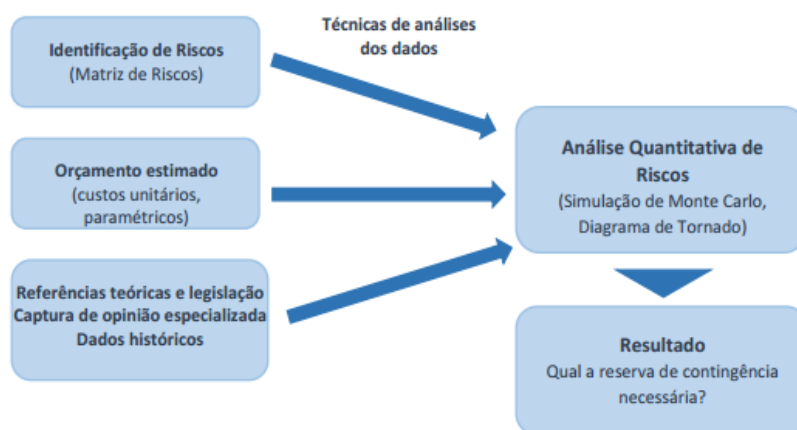 Identificação de Riscos
(Matriz de Riscos)
Técnicas de análises
dos dados
Orçamento estimado
(custos unitários,
paramétricos)
Referências teóricas e legislação
Captura de opinião especializada
Dados históricos
Análise Quantitativa de
Riscos
(Simulação de Monte Carlo,
Diagrama de Tornado)
Resultado
Qual a reserva de contingência
necessária?